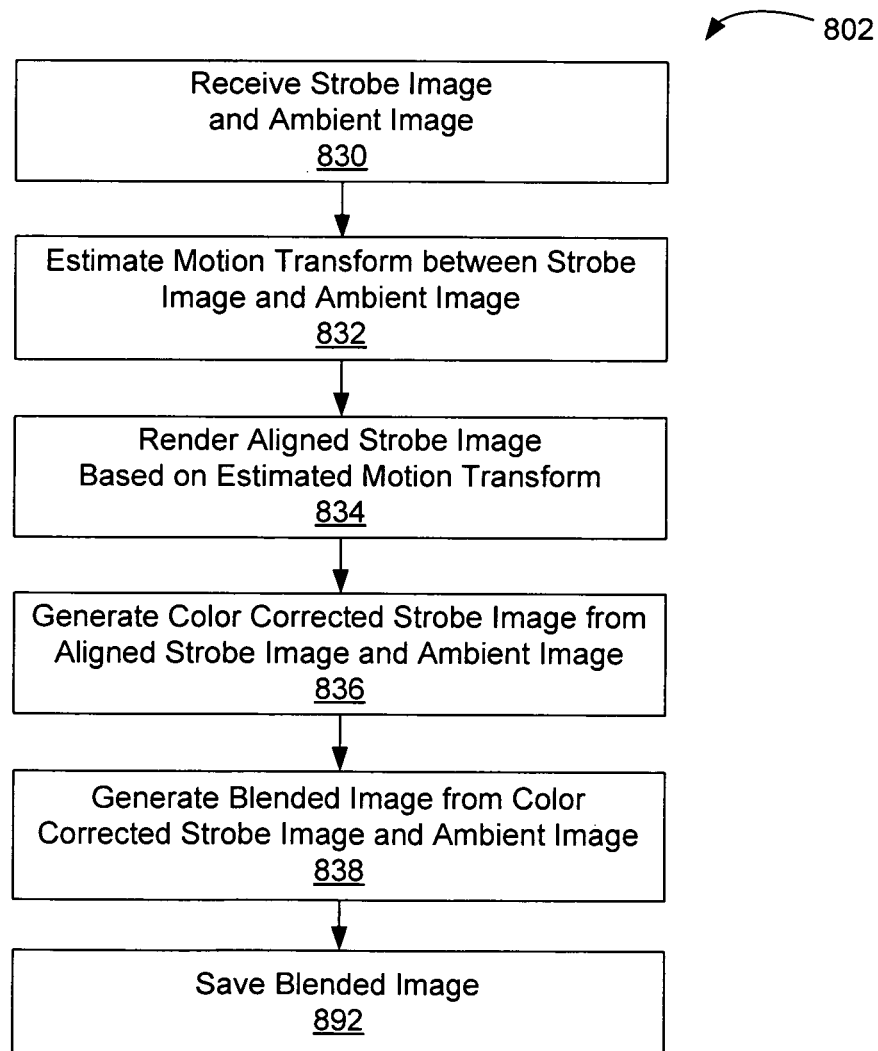 802
Receive Strobe Image
and Ambient Image
830
Estimate Motion Transform between Strobe
Image and Ambient Image
832
Render Aligned Strobe Image
Based on Estimated Motion Transform
834
Generate Color Corrected Strobe Image from
Aligned Strobe Image and Ambient Image
836
Generate Blended Image from Color
Corrected Strobe Image and Ambient Image
838
Save Blended Image
892